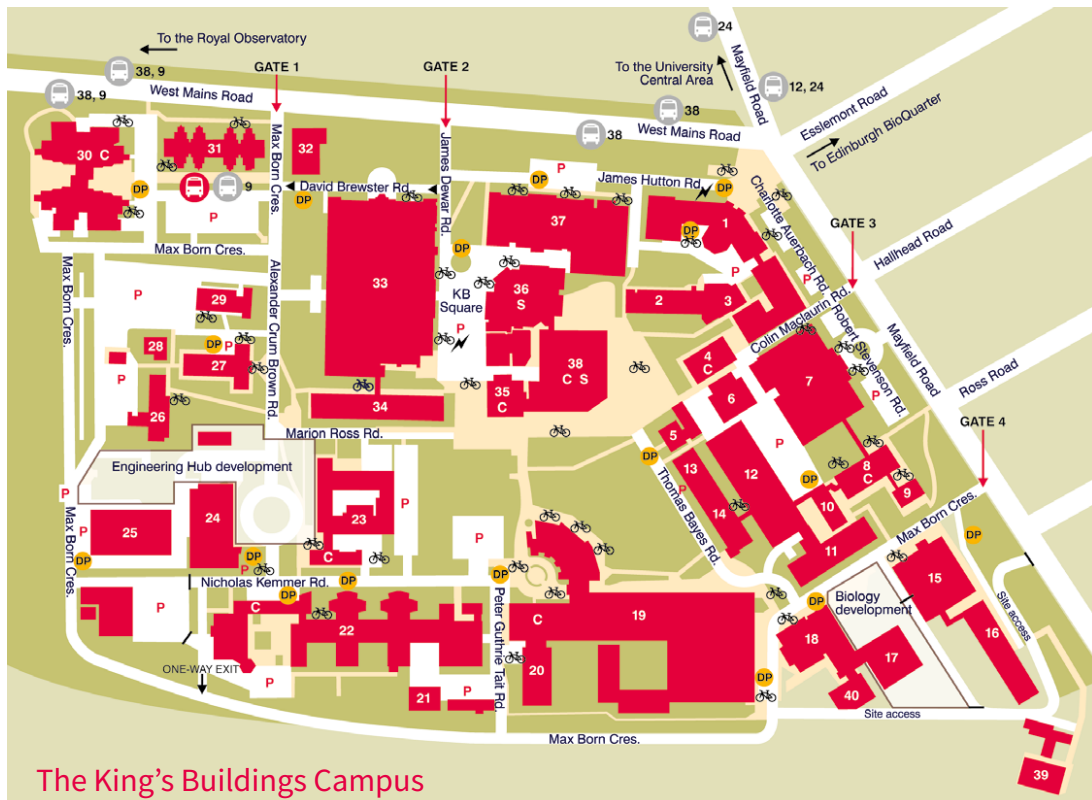 24
To the Royal Observatory
GATE 1
GATE 2
Mayfield Road
To the University
Central Area
38, 9
38, 9
West Mains Road
12, 24
38
38
West Mains Road
Esslemont Road
To Edinburgh BioQuarter
30 C
31
32
Max Born Cres.
James Dewar Rd.
P
9
DP
P
DP
David Brewster Rd.
DP
James Hutton Rd.
DP
37
DP
1
Charlotte Auerbach Rd.
GATE 3
Hallhead Road
Max Born Cres.
Max Born Cres.
P
29
Alexander Crum Brown Rd.
33
DP
KB
Square
P
36
S
P
P
2
3
Colin Maclaurin Rd.
Robert Stevenson Rd.
Mayfield Road
28
DP
P
27
P
26
38
C S
35
C
4
C
6
7
P
Ross Road
34
Marion Ross Rd.
GATE 4
Engineering Hub development
5
DP
13
P
14
12
P
DP
8
C
9
10
11
Thomas Bayes Rd.
Max Born Cres.
P
P
25
24
23
C
P
P
Max Born Cres.
DP
DP
P
Nicholas Kemmer Rd.
DP
DP
DP
DP
P
15
Site access
16
Biology
development
DP
P
C
22
C
19
20
Peter Guthrie Tait Rd.
18
17
40
DP
ONE-WAY EXIT
P
21
P
Site access
Max Born Cres.
39
The King's Buildings Campus